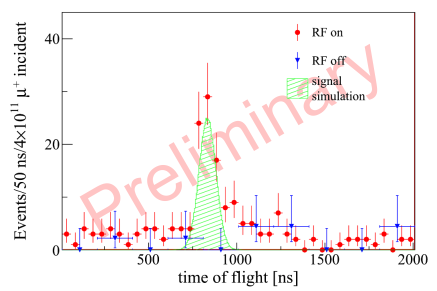 RF on
RF off
signal
simulation
Preliminary
Events/50 ns/4×10¹¹ μ⁺ incident
40
20
0
0
500
1000
1500
2000
time of flight [ns]